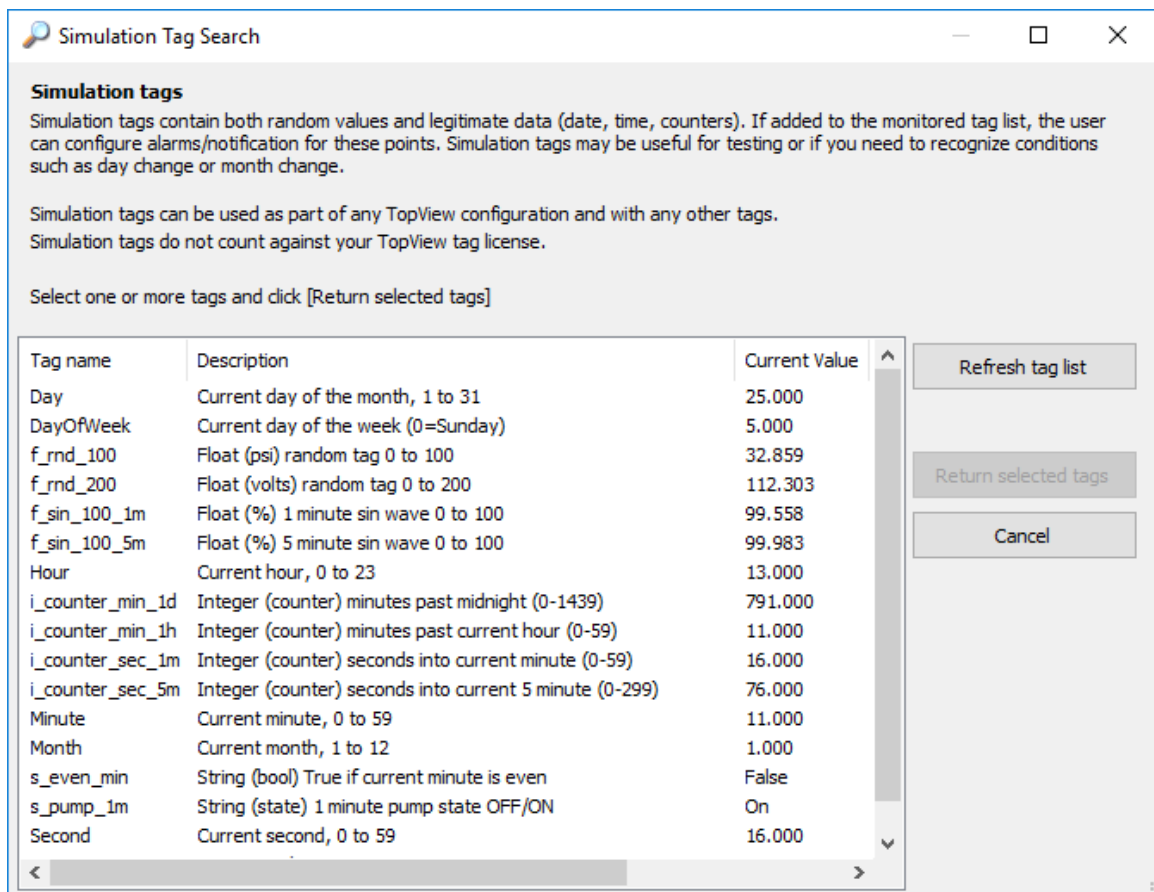 Simulation Tag Search
Simulation tags
Simulation tags contain both random values and legitimate data (date, time, counters). If added to the monitored tag list, the user
can configure alarms/notification for these points. Simulation tags may be useful for testing or if you need to recognize conditions
such as day change or month change.
Simulation tags can be used as part of any TopView configuration and with any other tags.
Simulation tags do not count against your TopView tag license.
Select one or more tags and click [Return selected tags]
Tag name Description Current Value
Day Current day of the month, 1 to 31 25.000
DayOfWeek Current day of the week (0=Sunday) 5.000
f_rnd_100 Float (psi) random tag 0 to 100 32.859
f_rnd_200 Float (volts) random tag 0 to 200 112.303
f_sin_100_1m Float (%) 1 minute sin wave 0 to 100 99.558
f_sin_100_5m Float (%) 5 minute sin wave 0 to 100 99.983
Hour Current hour, 0 to 23 13.000
i_counter_min_1d Integer (counter) minutes past midnight (0-1439) 791.000
i_counter_min_1h Integer (counter) minutes past current hour (0-59) 11.000
i_counter_sec_1m Integer (counter) seconds into current minute (0-59) 16.000
i_counter_sec_5m Integer (counter) seconds into current 5 minute (0-299) 76.000
Minute Current minute, 0 to 59 11.000
Month Current month, 1 to 12 1.000
s_even_min String (bool) True if current minute is even False
s_pump_1m String (state) 1 minute pump state OFF/ON On
Second Current second, 0 to 59 16.000
Refresh tag list
Return selected tags
Cancel